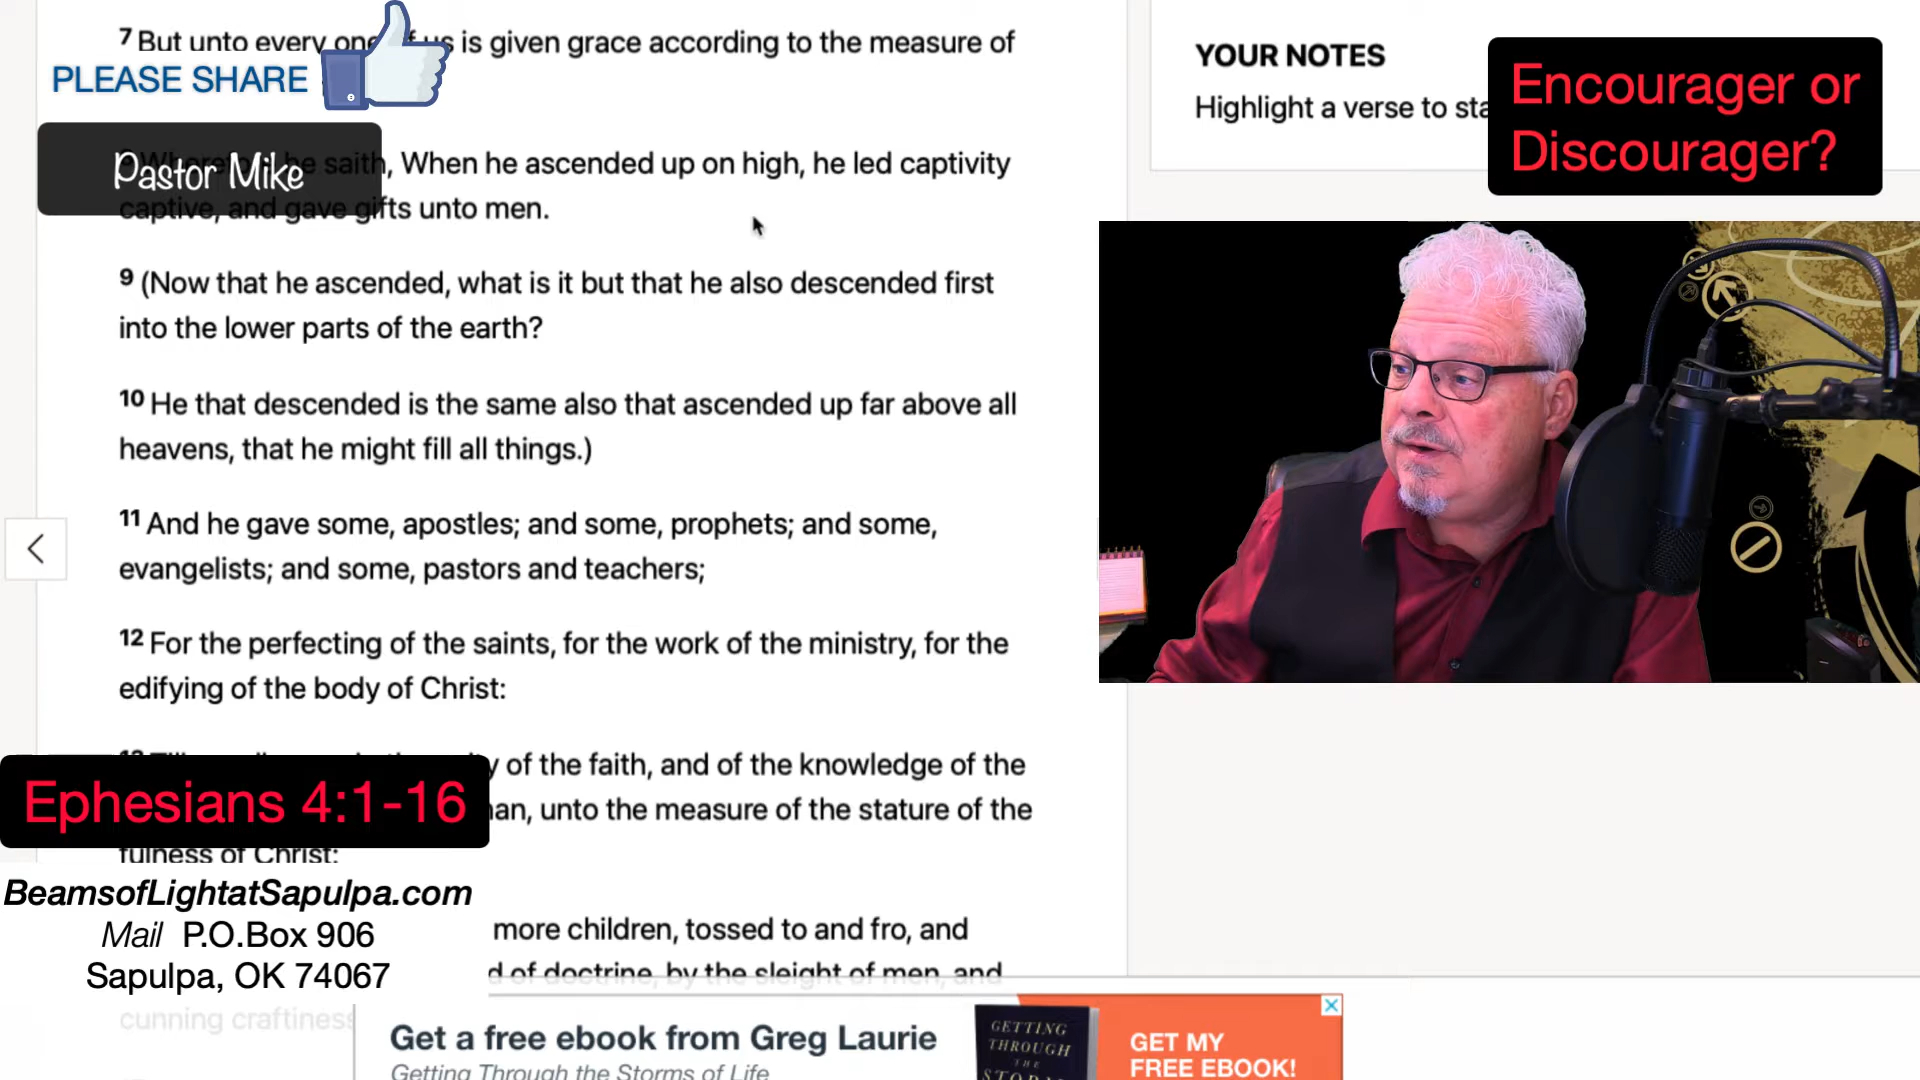 7 But unto every one of us is given grace according to the measure of
PLEASE SHARE
Pastor Mike
saith, When he ascended up on high, he led captivity
captive, and gave gifts unto men.
9 (Now that he ascended, what is it but that he also descended first
into the lower parts of the earth?
10 He that descended is the same also that ascended up far above all
heavens, that he might fill all things.)
11 And he gave some, apostles; and some, prophets; and some,
evangelists; and some, pastors and teachers;
12 For the perfecting of the saints, for the work of the ministry, for the
edifying of the body of Christ:
of the faith, and of the knowledge of the
unto the measure of the stature of the
fulness of Christ:
more children, tossed to and fro, and
of doctrine, by the sleight of men, and
cunning
Ephesians 4:1-16
BeamsofLightatSapulpa.com
Mail P.O.Box 906
Sapulpa, OK 74067
YOUR NOTES
Highlight a verse to
Encourager or
Discourager?
Get a free ebook from Greg Laurie
Getting Through the Storms of Life
GETTING
THROUGH
THE
STORMS
GET MY
FREE EBOOK!